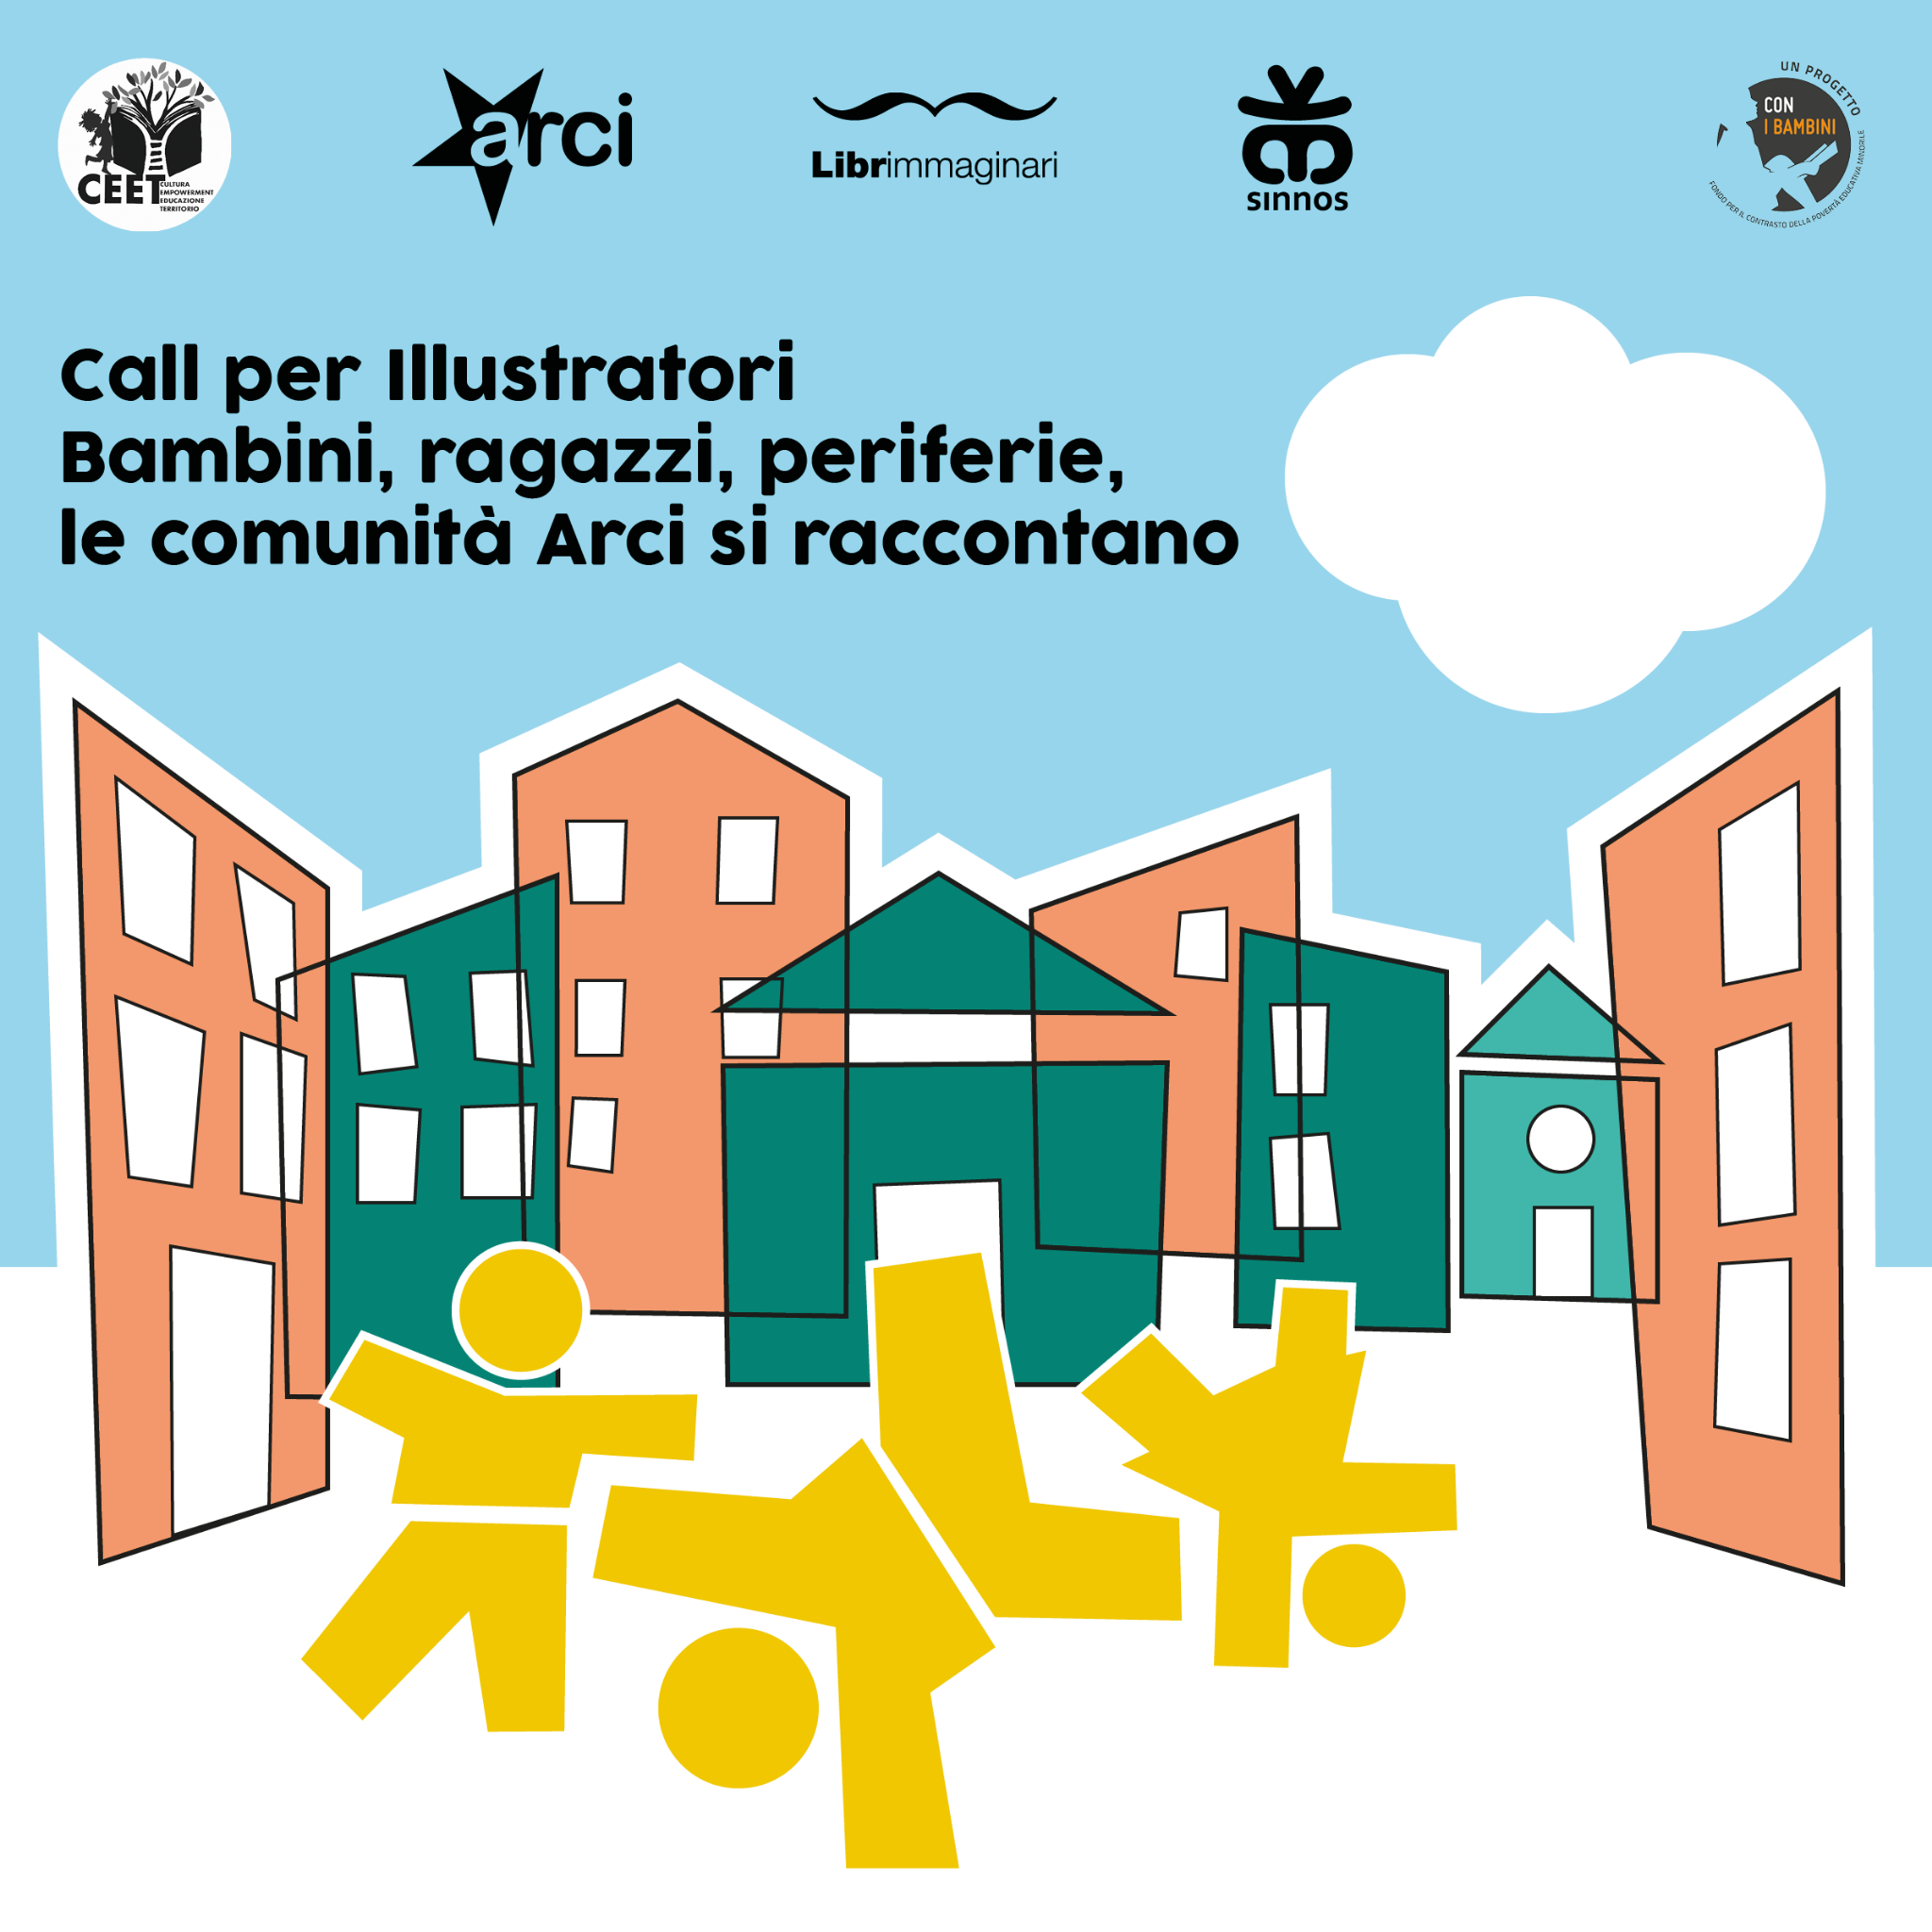 CEET
CULTURA
EMPOWERMENT
EDUCAZIONE
TERRITORIO
arci
Librimmaginari
sinnos
UN PROGETTO
CON
I BAMBINI
FONDO PER IL CONTRASTO DELLA POVERTÀ EDUCATIVA MINORILE
Call per Illustratori
Bambini, ragazzi, periferie,
le comunità Arci si raccontano